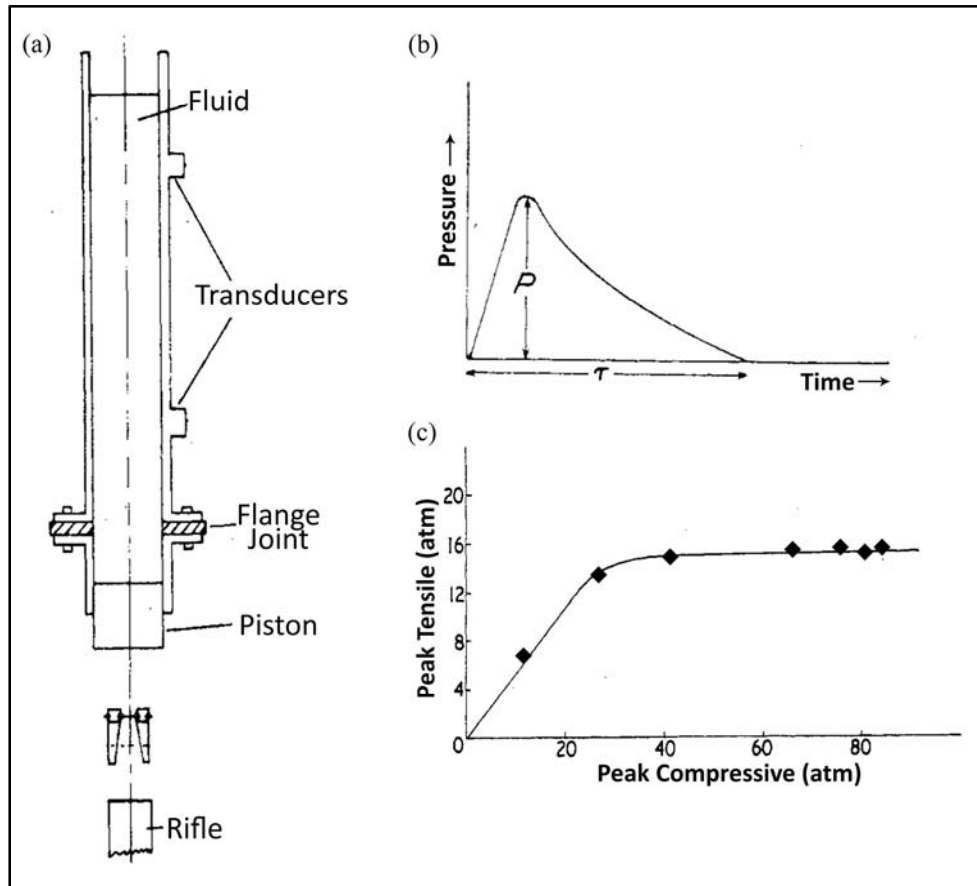 (a)
Fluid
Transducers
Flange
Joint
Piston
Rifle
(b)
Pressure
P
τ
Time
(c)
Peak Tensile (atm)
20
16
12
8
4
0
20
40
60
80
Peak Compressive (atm)